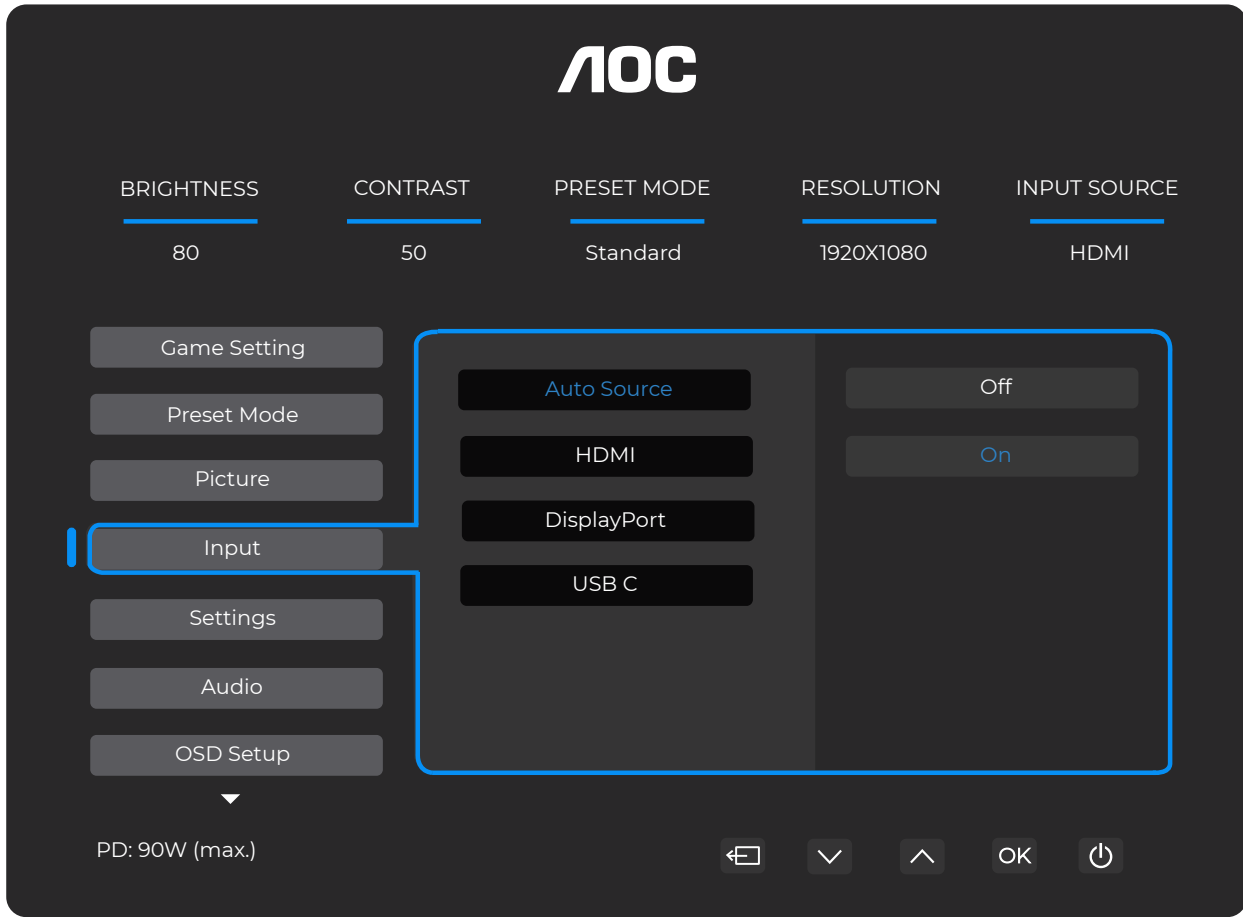 AOC
BRIGHTNESS CONTRAST PRESET MODE RESOLUTION INPUT SOURCE
80 50 Standard 1920X1080 HDMI
Game Setting
Auto Source Off
Preset Mode
HDMI On
Picture
DisplayPort
Input
USB C
Settings
Audio
OSD Setup
PD: 90W (max.) OK